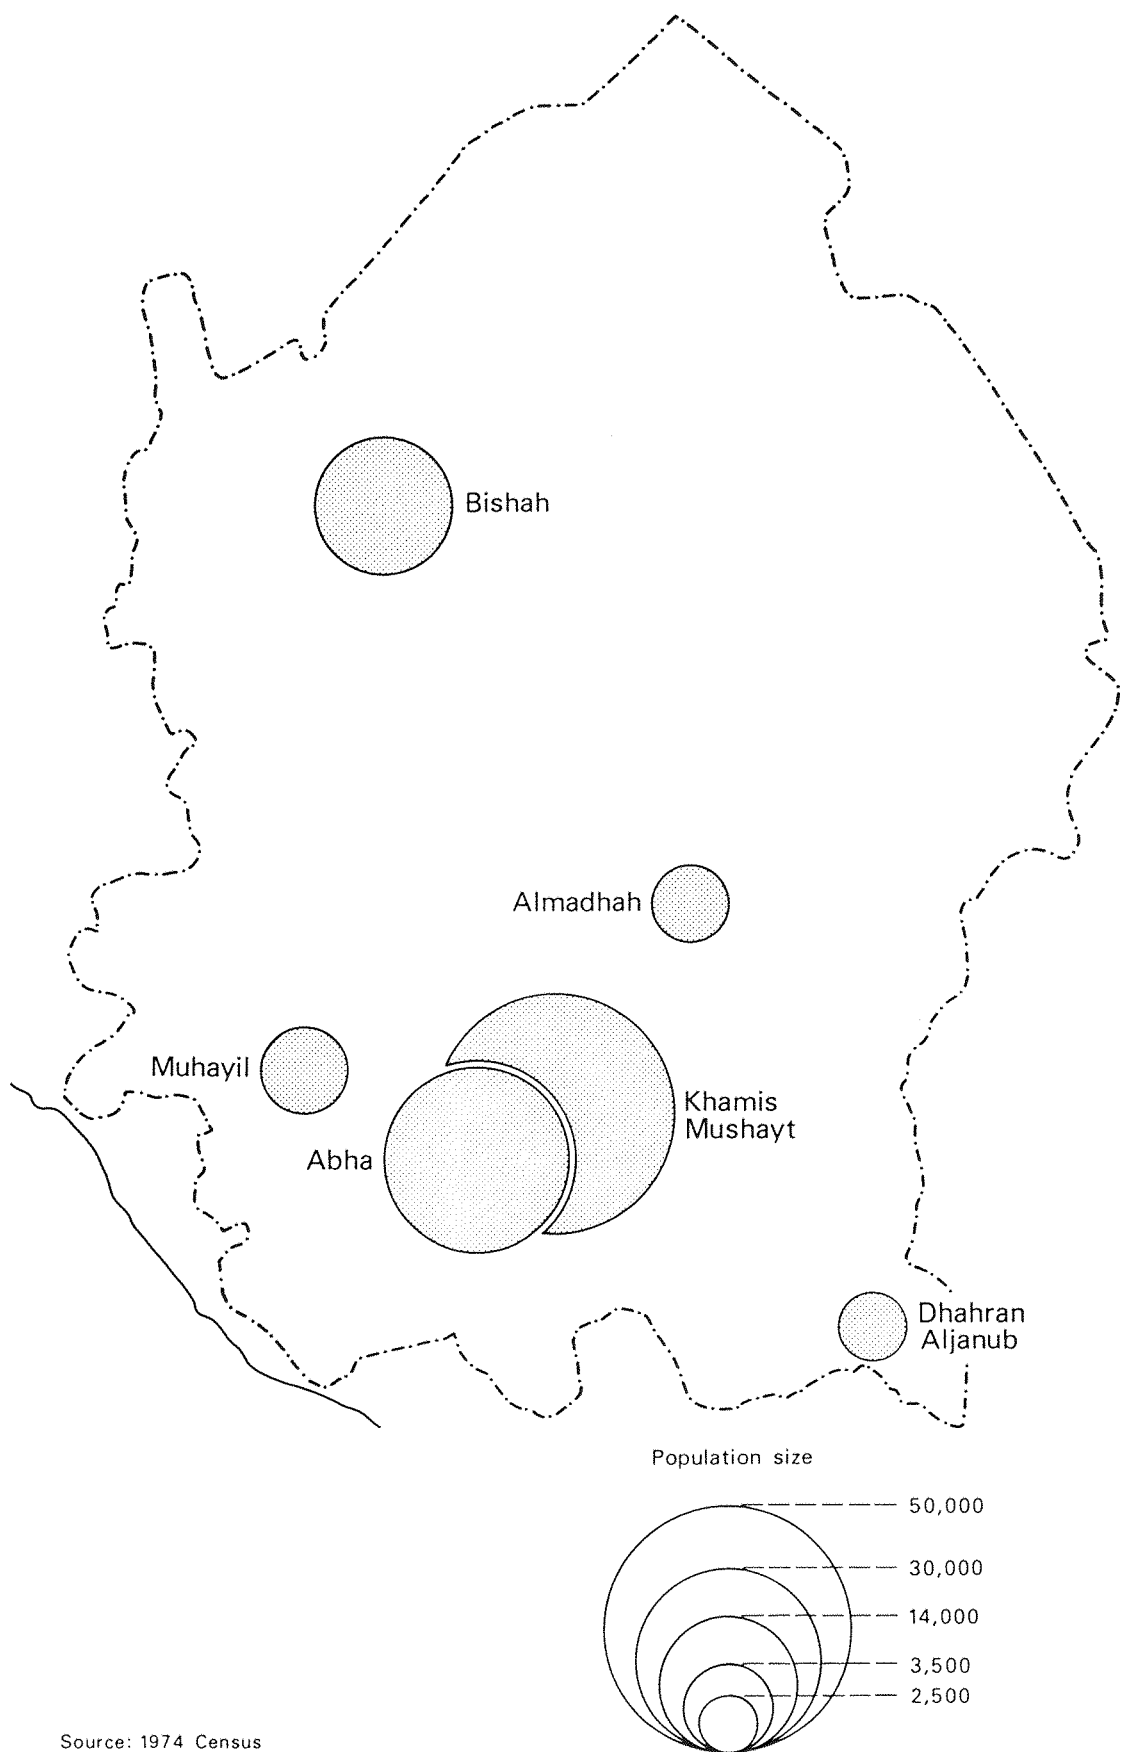 Bishah
Almadhah
Muhayil
Khamis
Mushayt
Abha
Dhahran
Aljanub
Population size
50,000
30,000
14,000
3,500
2,500
Source: 1974 Census